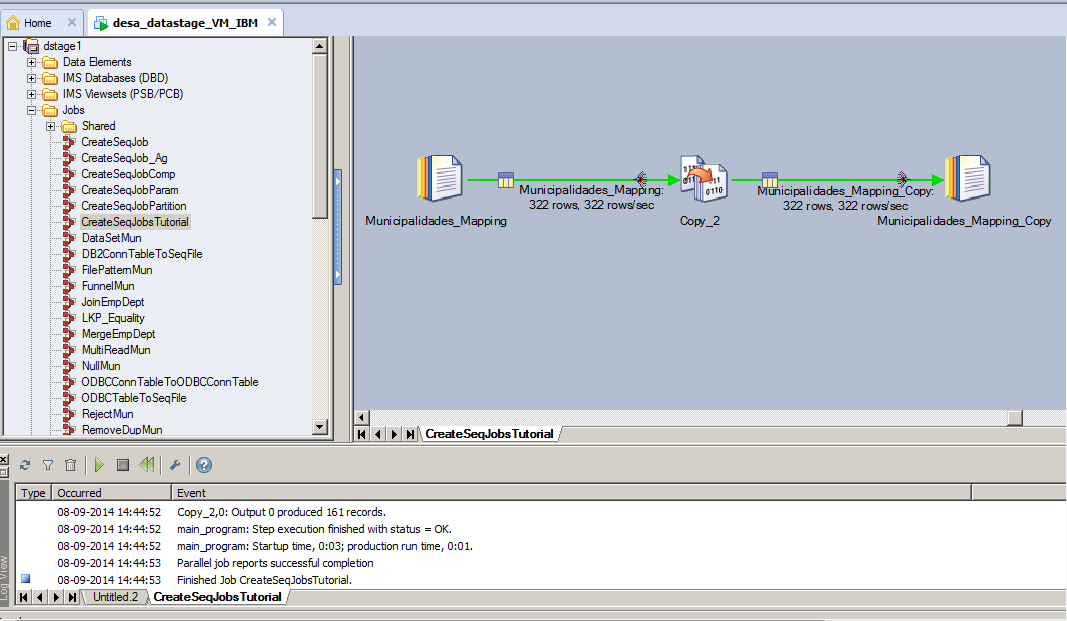 Home
desa_datastage_VM_IBM
dstage1
Data Elements
IMS Databases (DBD)
IMS Viewsets (PSB/PCB)
Jobs
Shared
CreateSeqJob
CreateSeqJob_Ag
CreateSeqJobComp
CreateSeqJobParam
CreateSeqJobPartition
CreateSeqJobsTutorial
DataSetMun
DB2ConnTableToSeqFile
FilePatternMun
FunnelMun
JoinEmpDept
LKP_Equality
MergeEmpDept
MultiReadMun
NullMun
ODBCConnTableToODBCConnTable
ODBCTableToSeqFile
RejectMun
RemoveDupMun
Municipalidades_Mapping
Municipalidades_Mapping:
322 rows, 322 rows/sec
Copy_2
Municipalidades_Mapping_Copy:
322 rows, 322 rows/sec
Municipalidades_Mapping_Copy
CreateSeqJobsTutorial
Type Occurred Event
08-09-2014 14:44:52 Copy_2,0: Output 0 produced 161 records.
08-09-2014 14:44:52 main_program: Step execution finished with status = OK.
08-09-2014 14:44:52 main_program: Startup time, 0:03; production run time, 0:01.
08-09-2014 14:44:53 Parallel job reports successful completion
08-09-2014 14:44:53 Finished Job CreateSeqJobsTutorial.
Log View
Untitled.2 CreateSeqJobsTutorial